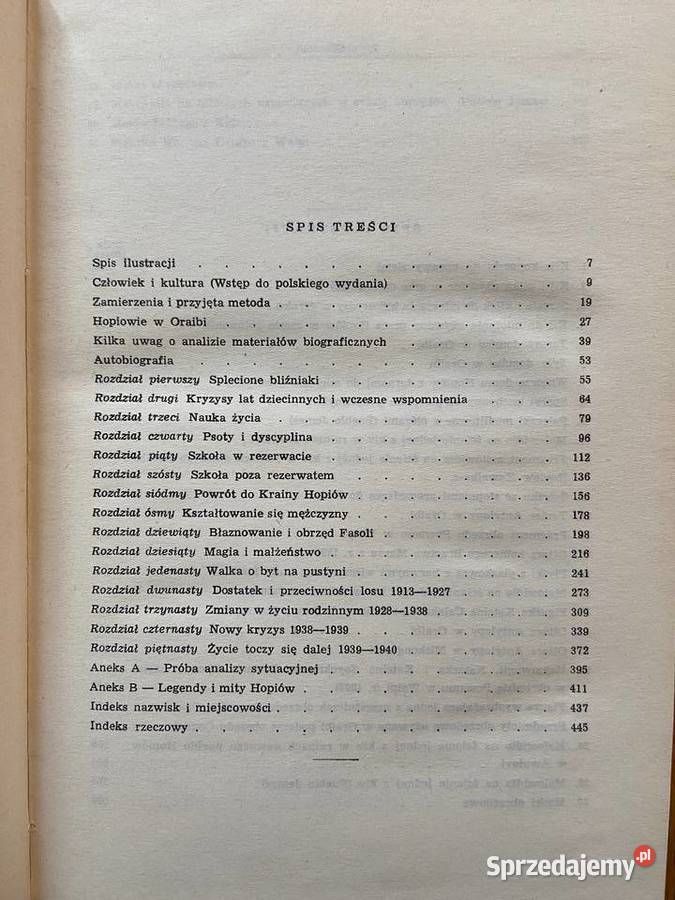 SPIS TREŚCI
Spis ilustracji . . . . . . . . . . . . . . 7
Człowiek i kultura (Wstęp do polskiego wydania) . . . . . . 9
Zamierzenia i przyjęta metoda . . . . . . . . . . . 19
Hopiowie w Oraibi . . . . . . . . . . . . . 27
Kilka uwag o analizie materiałów biograficznych . . . . . . 39
Autobiografia . . . . . . . . . . . . . . 53
Rozdział pierwszy Splecione bliźniaki . . . . . . . . . 55
Rozdział drugi Kryzysy lat dziecinnych i wczesne wspomnienia . . . . 64
Rozdział trzeci Nauka życia . . . . . . . . . . . 79
Rozdział czwarty Psoty i dyscyplina . . . . . . . . . 96
Rozdział piąty Szkoła w rezerwacie . . . . . . . . . 112
Rozdział szósty Szkoła poza rezerwatem . . . . . . . . 136
Rozdział siódmy Powrót do Krainy Hopiów . . . . . . . 156
Rozdział ósmy Kształtowanie się mężczyzny . . . . . . . 178
Rozdział dziewiąty Błaznowanie i obrzęd Fasoli . . . . . . 198
Rozdział dziesiąty Magia i małżeństwo . . . . . . . . . 216
Rozdział jedenasty Walka o byt na pustyni . . . . . . . . 241
Rozdział dwunasty Dostatek i przeciwności losu 1913—1927 . . . . 273
Rozdział trzynasty Zmiany w życiu rodzinnym 1928—1938 . . . . . 309
Rozdział czternasty Nowy kryzys 1938—1939 . . . . . . . 339
Rozdział piętnasty Życie toczy się dalej 1939—1940 . . . . . . 372
Aneks A — Próba analizy sytuacyjnej . . . . . . . . . 395
Aneks B — Legendy i mity Hopiów . . . . . . . . . . 411
Indeks nazwisk i miejscowości . . . . . . . . . . . 437
Indeks rzeczowy . . . . . . . . . . . . . 445
Sprzedajemy.pl